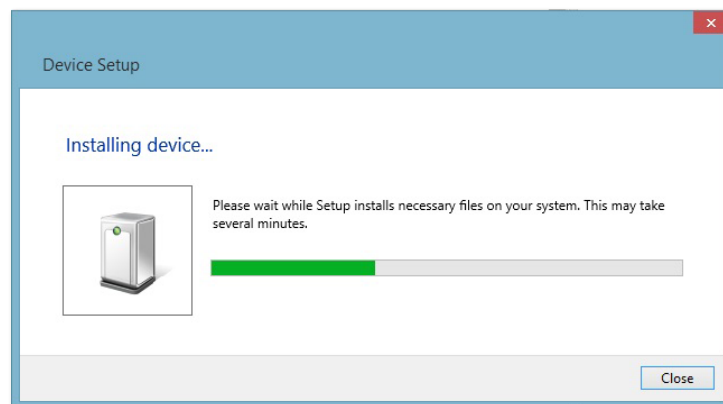 Device Setup
Installing device...
Please wait while Setup installs necessary files on your system. This may take
several minutes.
Close